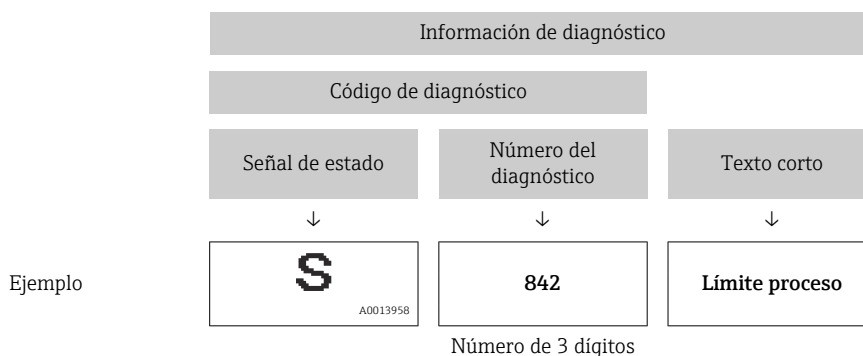 Información de diagnóstico
Código de diagnóstico
Señal de estado
Número del
diagnóstico
Texto corto
↓ ↓ ↓
Ejemplo
S
A0013958
842
Límite proceso
Número de 3 dígitos